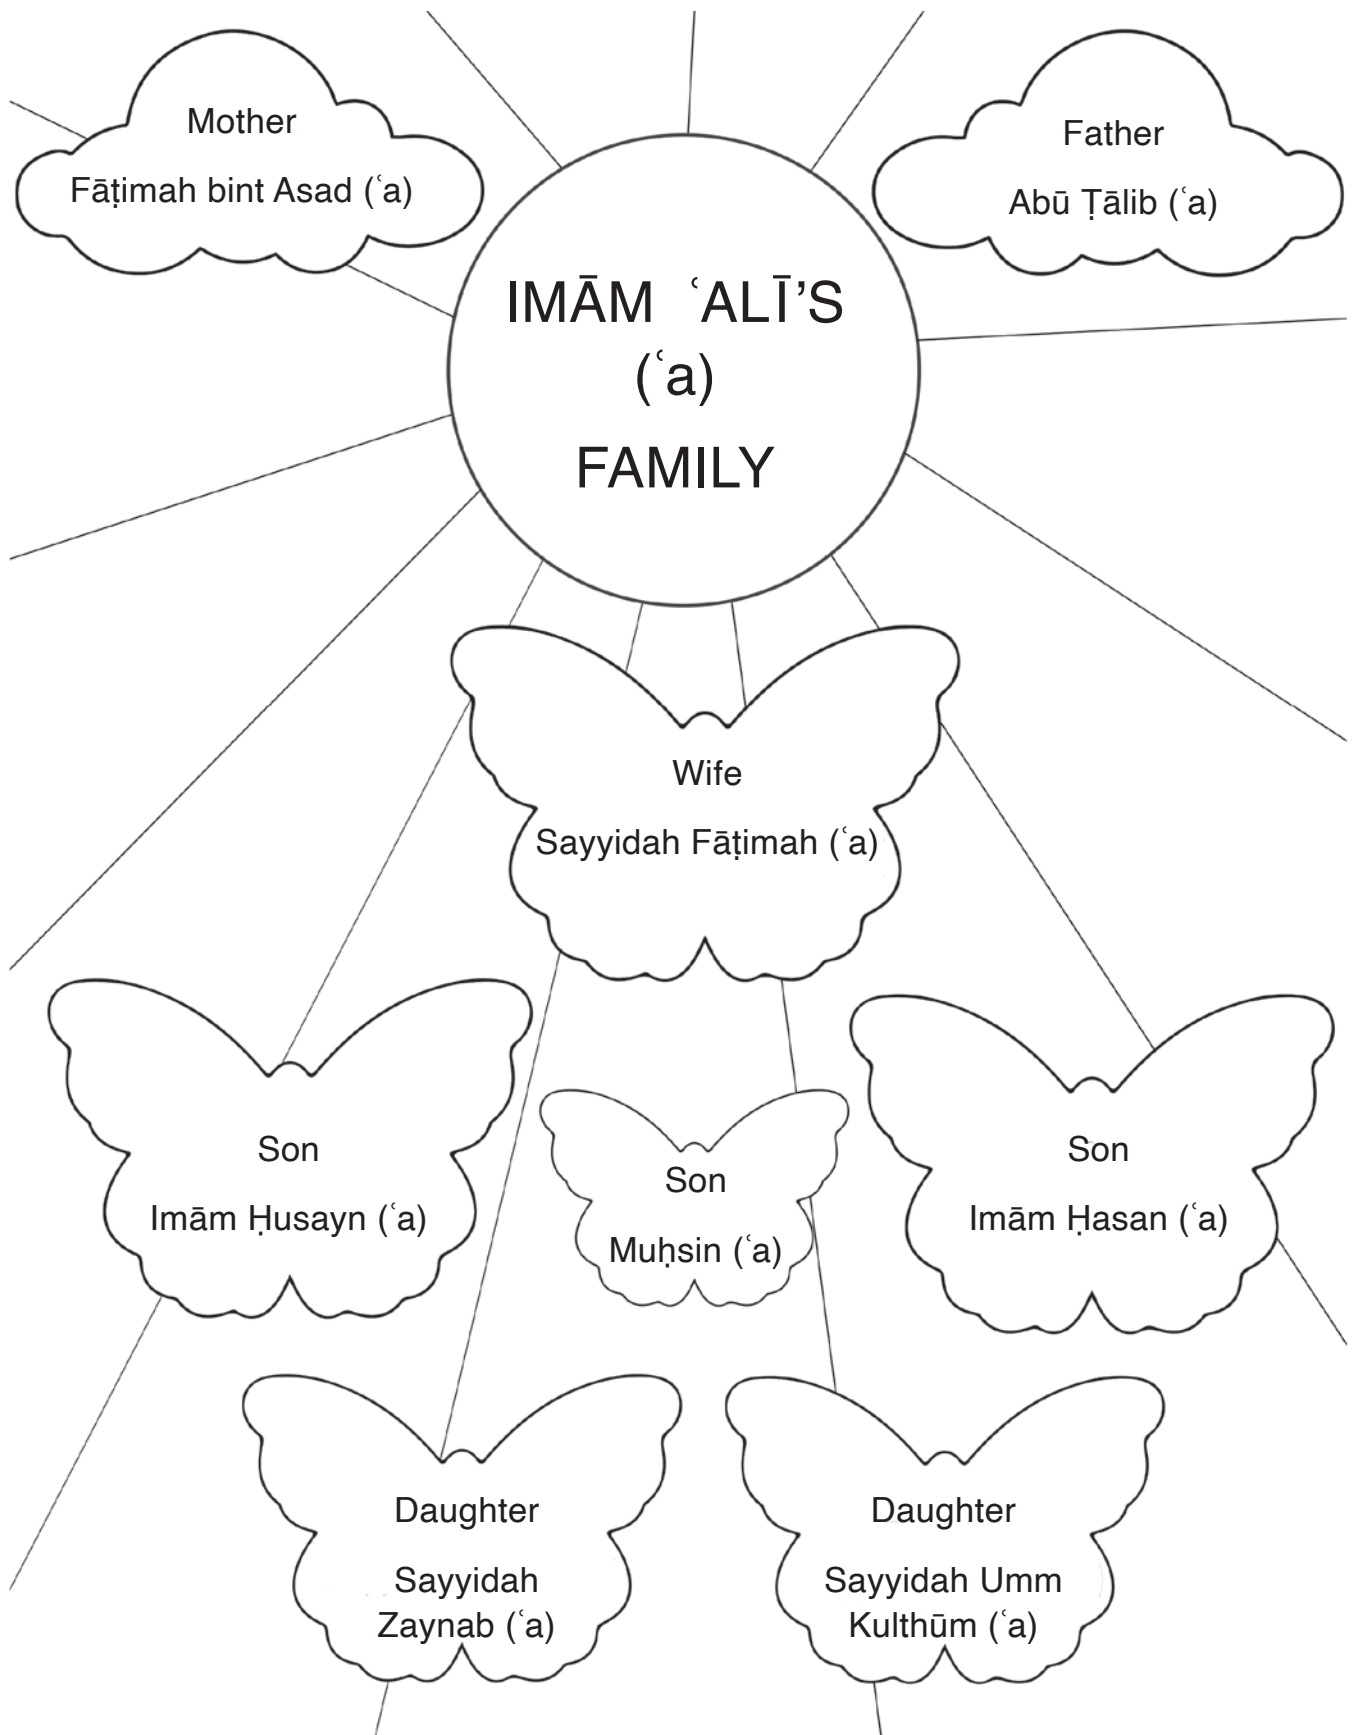 Mother
Fāṭimah bint Asad (ʿa)
Father
Abū Ṭālib (ʿa)
IMĀM ʿALĪ’S
(ʿa)
FAMILY
Wife
Sayyidah Fāṭimah (ʿa)
Son
Imām Ḥusayn (ʿa)
Son
Muḥsin (ʿa)
Son
Imām Ḥasan (ʿa)
Daughter
Sayyidah
Zaynab (ʿa)
Daughter
Sayyidah Umm
Kulthūm (ʿa)